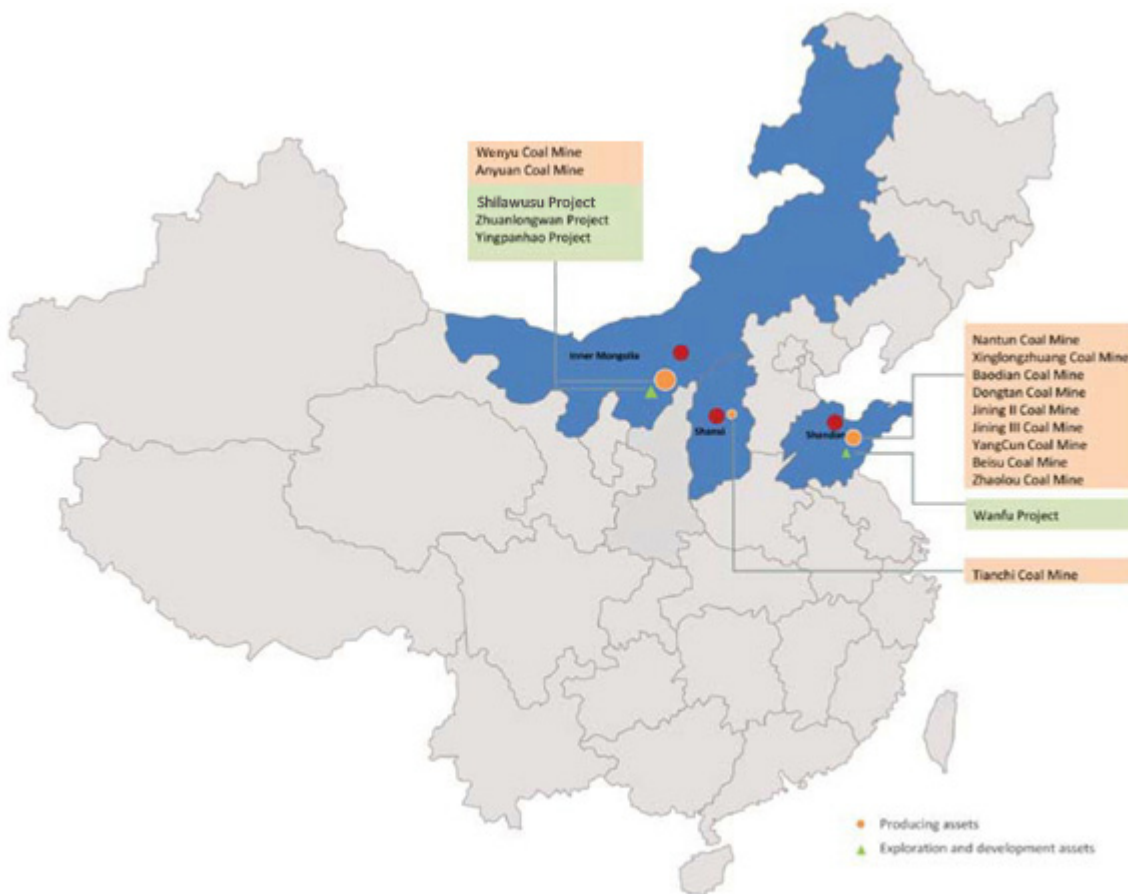 Wenyu Coal Mine
Anyuan Coal Mine
Shilawusu Project
Zhuanlongwan Project
Yingpanhao Project
Inner Mongolia
Shanxi
Nantun Coal Mine
Xinglongzhuang Coal Mine
Baodian Coal Mine
Dongtan Coal Mine
Jining II Coal Mine
Jining III Coal Mine
YangCun Coal Mine
Beisu Coal Mine
Zhaolou Coal Mine
Wanfu Project
Tianchi Coal Mine
Producing assets
Exploration and development assets